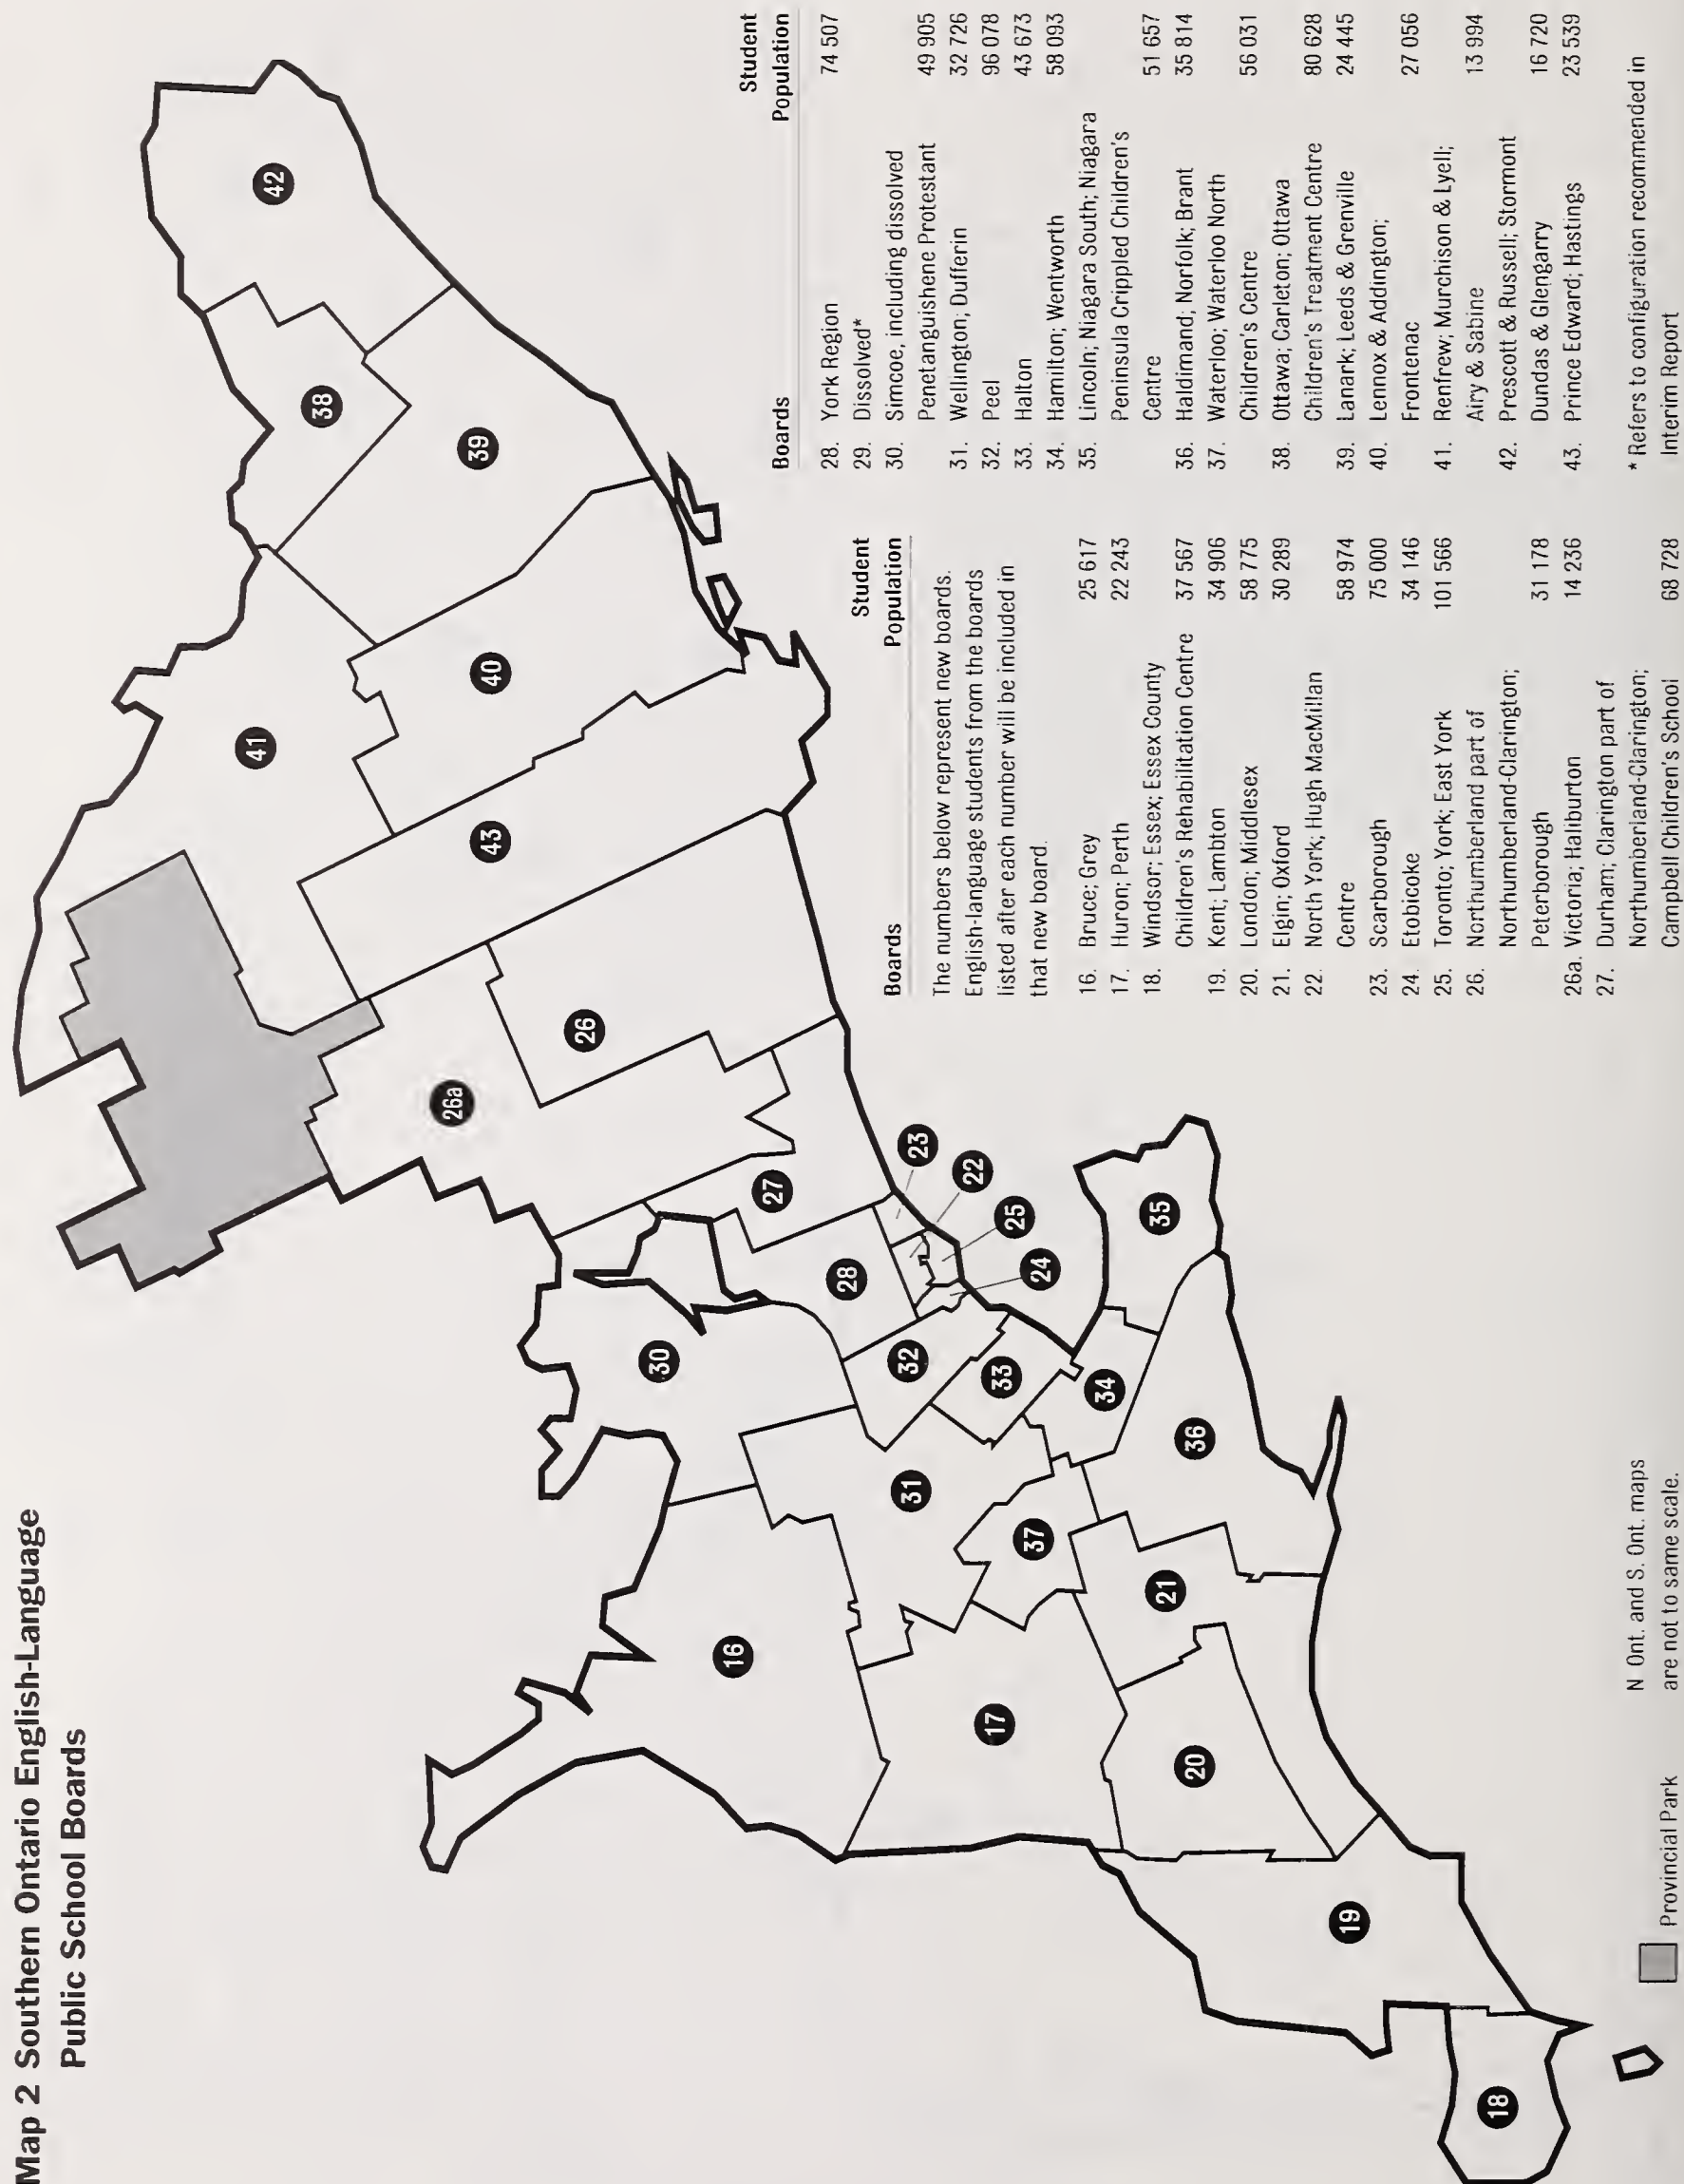 Map 2 Southern Ontario English-Language
Public School Boards
41
42
38
26a
39
43
40
26
30
16
27
28
32
31
23
22
17
33
25
37
24
34
35
21
20
36
19
18
Provincial Park
N Ont. and S. Ont. maps
are not to same scale.
Student
Boards Population
The numbers below represent new boards.
English-language students from the boards
listed after each number will be included in
that new board.
16. Bruce; Grey 25 617
17. Huron; Perth 22 243
18. Windsor; Essex; Essex County
Children's Rehabilitation Centre 37 567
19. Kent; Lambton 34 906
20. London; Middlesex 58 775
21. Elgin; Oxford 30 289
22. North York; Hugh MacMillan
Centre 58 974
23. Scarborough 75 000
24. Etobicoke 34 146
25. Toronto; York; East York 101 566
26. Northumberland part of
Northumberland-Clarington;
Peterborough 31 178
26a. Victoria; Haliburton 14 236
27. Durham; Clarington part of
Northumberland-Clarington;
Campbell Children's School 68 728
Student
Boards Population
28. York Region 74 507
29. Dissolved*
30. Simcoe, including dissolved
Penetanguishene Protestant 49 905
31. Wellington; Dufferin 32 726
32. Peel 96 078
33. Halton 43 673
34. Hamilton; Wentworth 58 093
35. Lincoln; Niagara South; Niagara
Peninsula Crippled Children's
Centre 51 657
36. Haldimand; Norfolk; Brant 35 814
37. Waterloo; Waterloo North
Children's Centre 56 031
38. Ottawa; Carleton; Ottawa
Children's Treatment Centre 80 628
39. Lanark; Leeds & Grenville 24 445
40. Lennox & Addington;
Frontenac 27 056
41. Renfrew; Murchison & Lyell;
Airy & Sabine 13 994
42. Prescott & Russell; Stormont
Dundas & Glengarry 16 720
43. Prince Edward; Hastings 23 539
* Refers to configuration recommended in
Interim Report